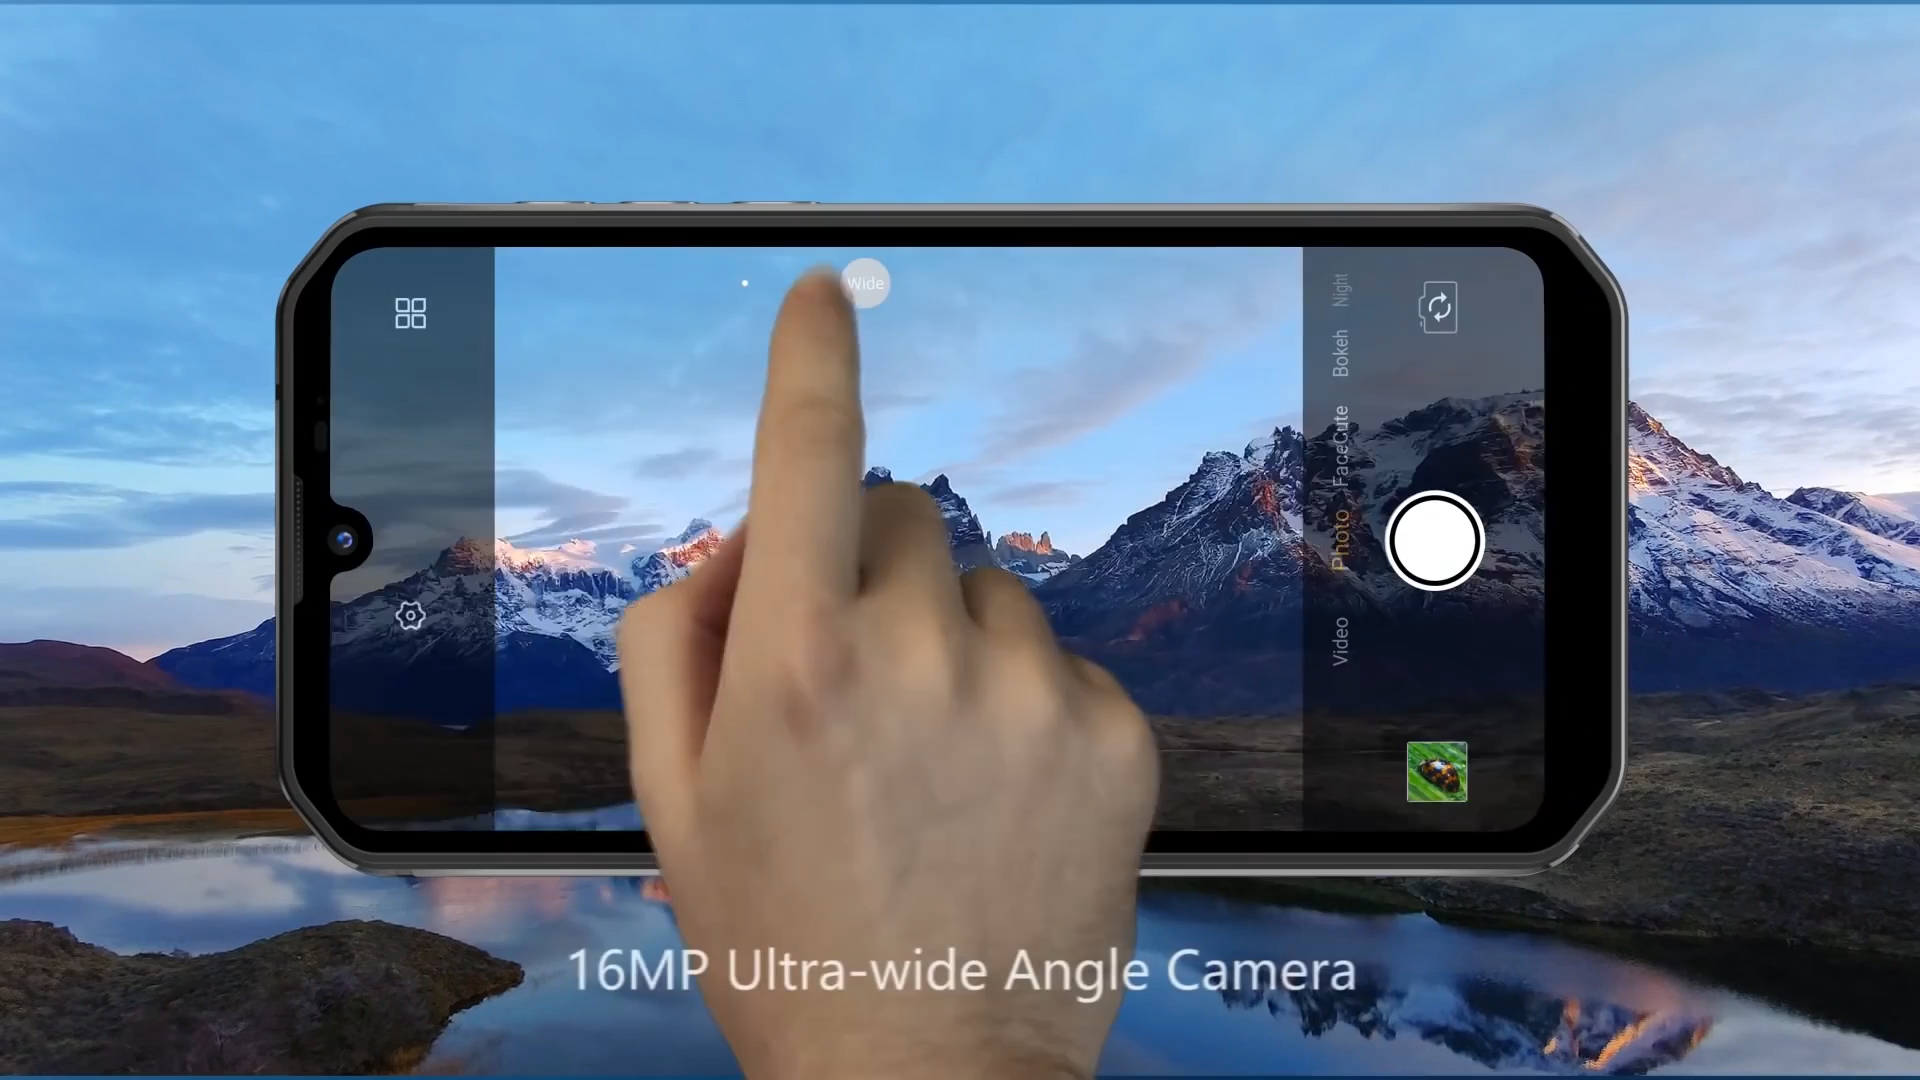 Wide
Night
Bokeh
FaceCute
Photo
Video
16MP Ultra-wide Angle Camera